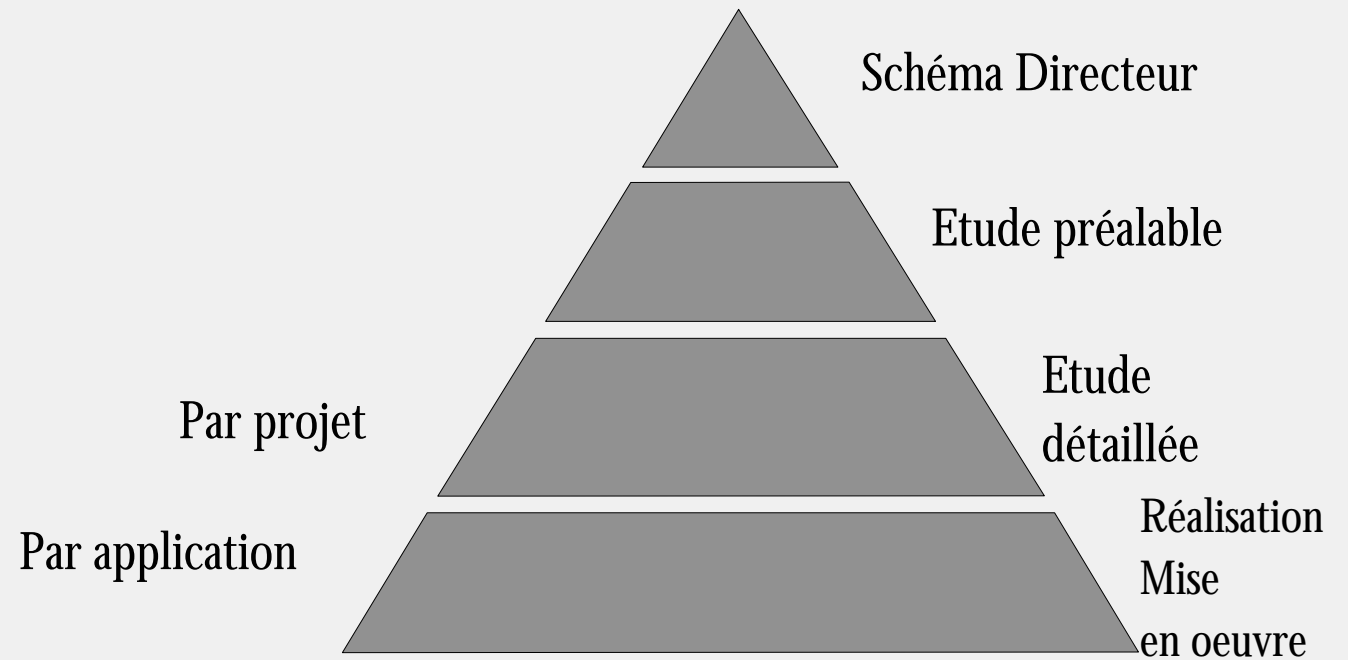 Schéma Directeur
Etude préalable
Etude
détaillée
Par projet
Réalisation
Mise
en oeuvre
Par application